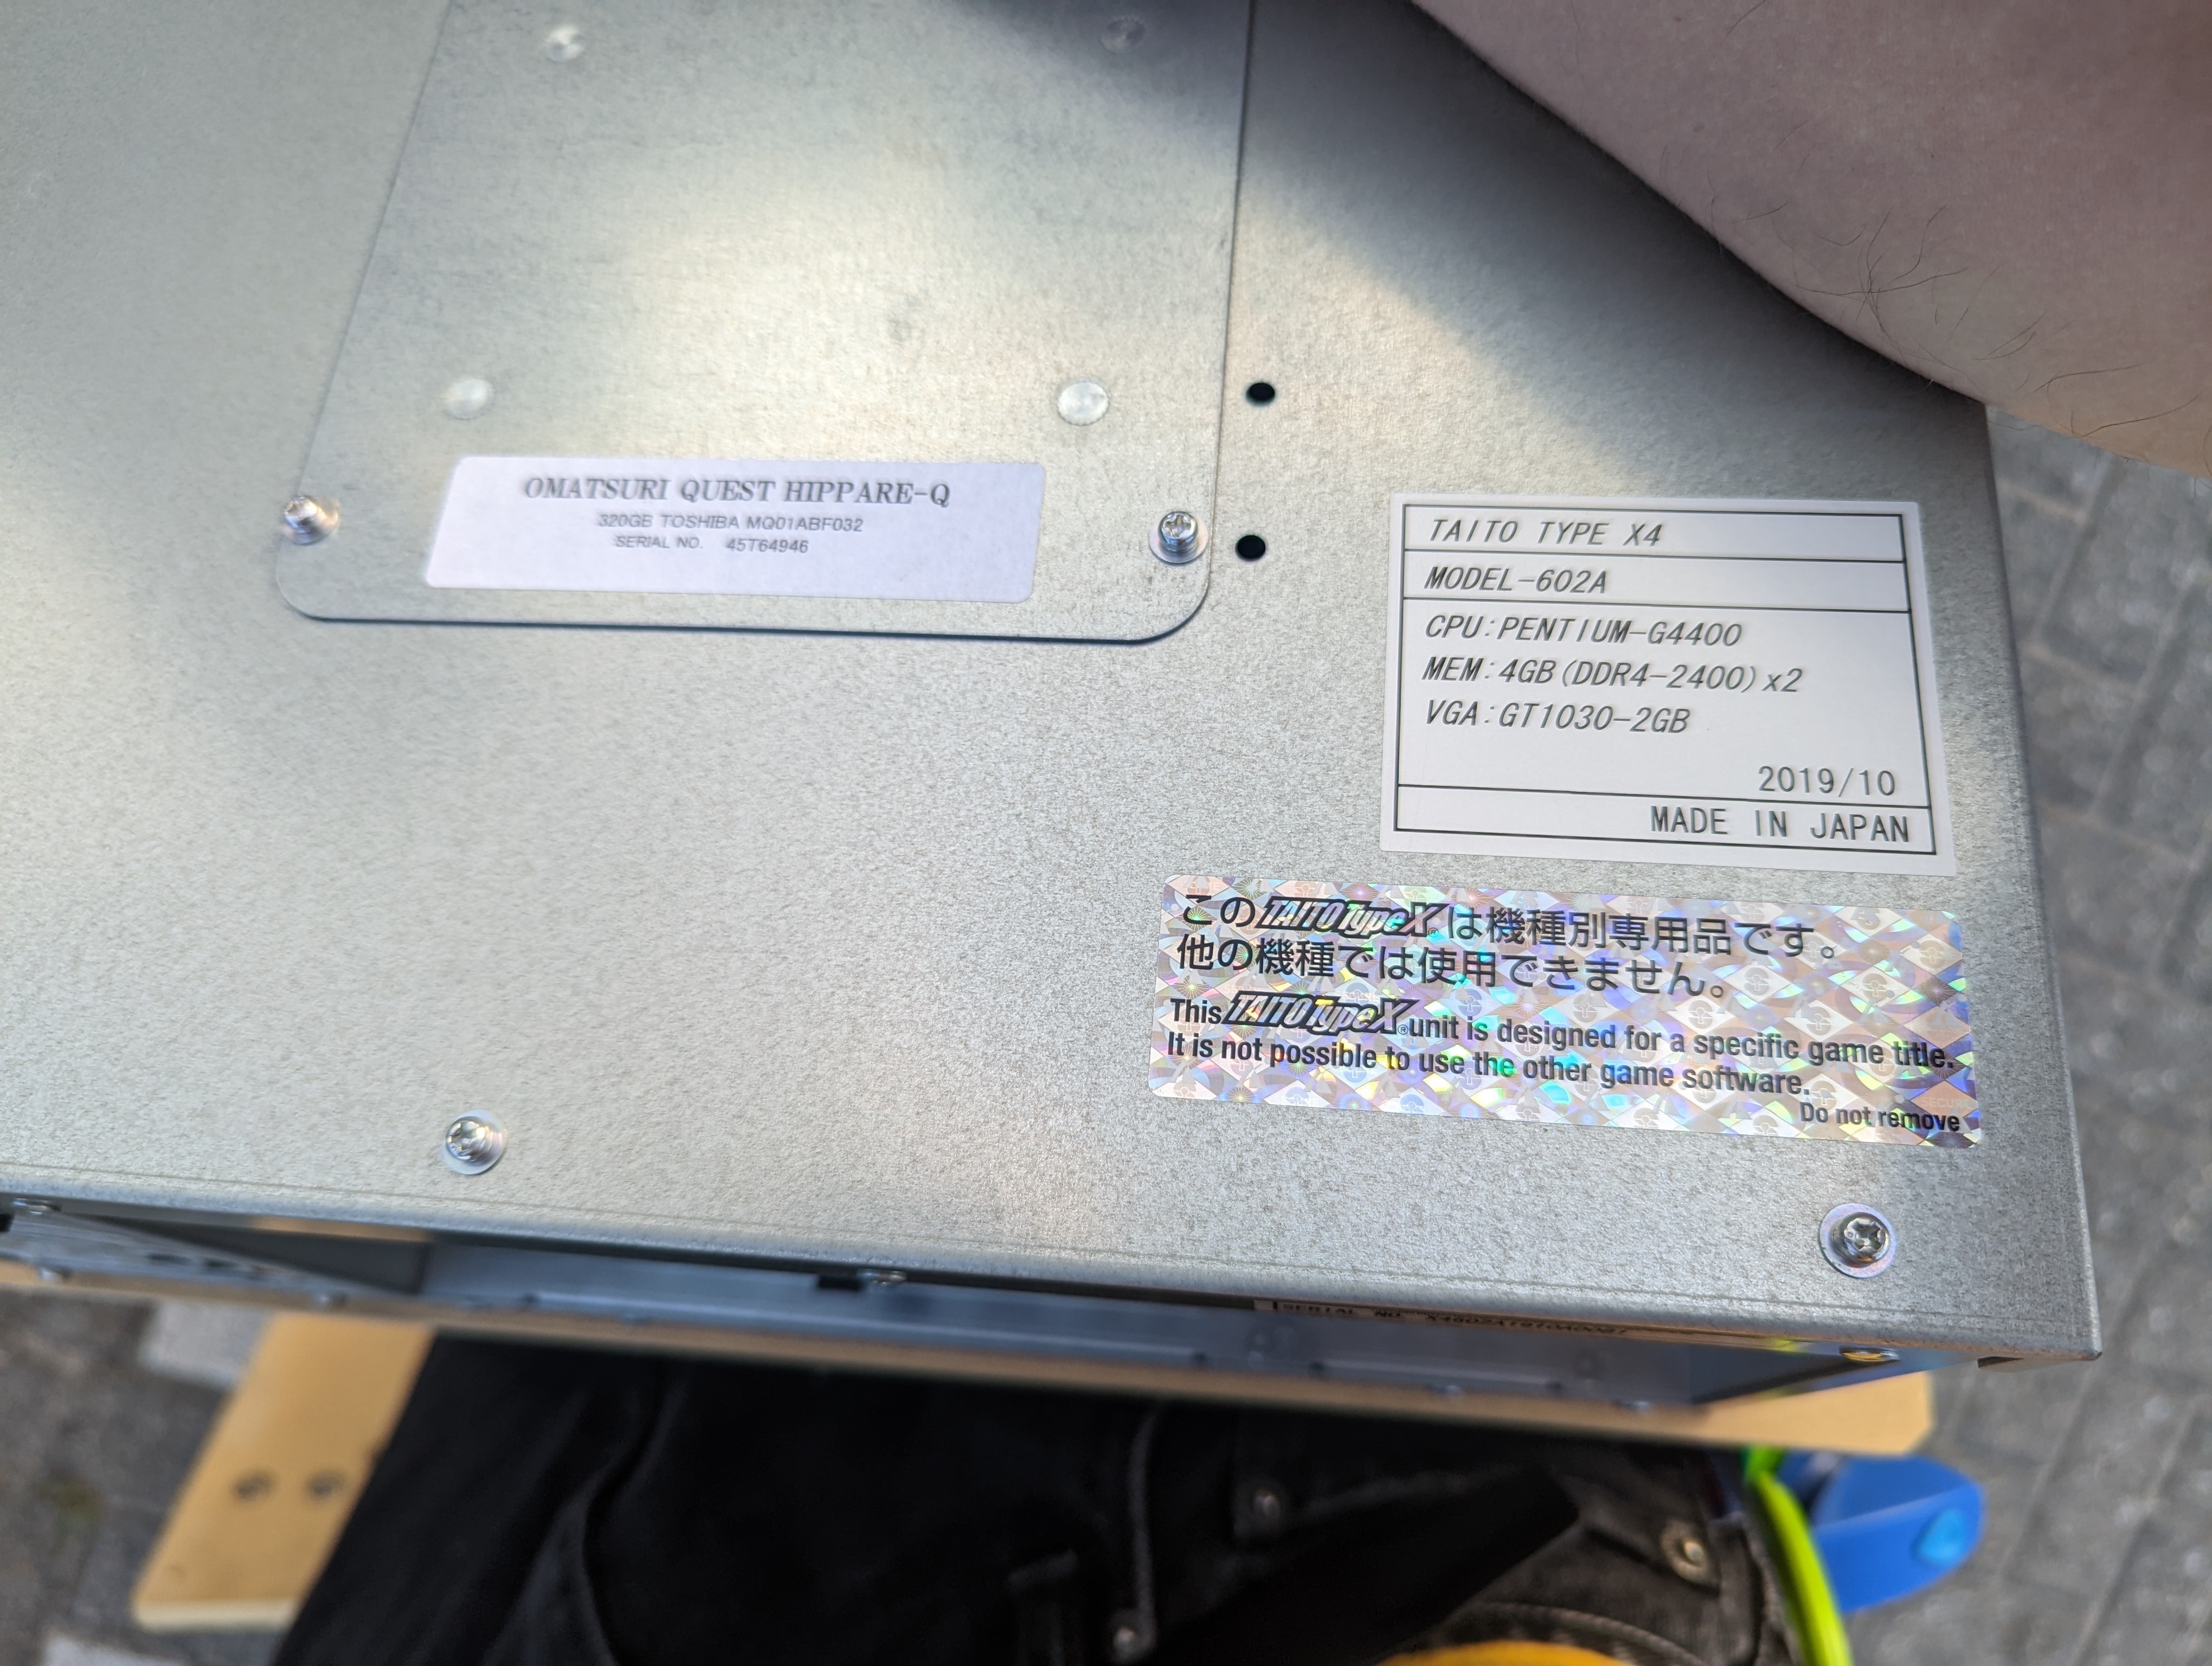 OMATSURI QUEST HIPPARE-Q
320GB TOSHIBA MQ01ABF032
SERIAL NO. 45T64946
TAITO TYPE X4
MODEL-602A
CPU:PENTIUM-G4400
MEM:4GB(DDR4-2400)x2
VGA:GT1030-2GB
2019/10
MADE IN JAPAN
このTAITO Type X®は機種別専用品です。
他の機種では使用できません。
This TAITO Type X® unit is designed for a specific game title.
It is not possible to use the other game software.
Do not remove
SERIAL NO.